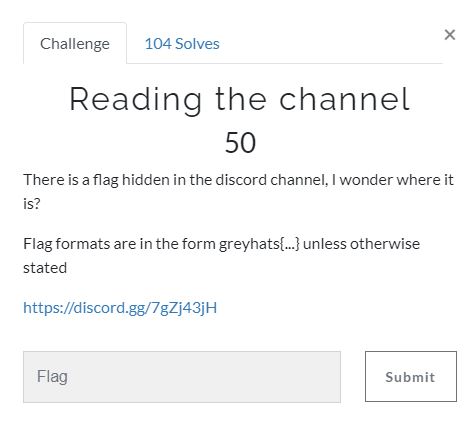 Challenge
104 Solves
×
Reading the channel
50
There is a flag hidden in the discord channel, I wonder where it
is?
Flag formats are in the form greyhats{...} unless otherwise
stated
https://discord.gg/7gZj43jH
Flag
Submit